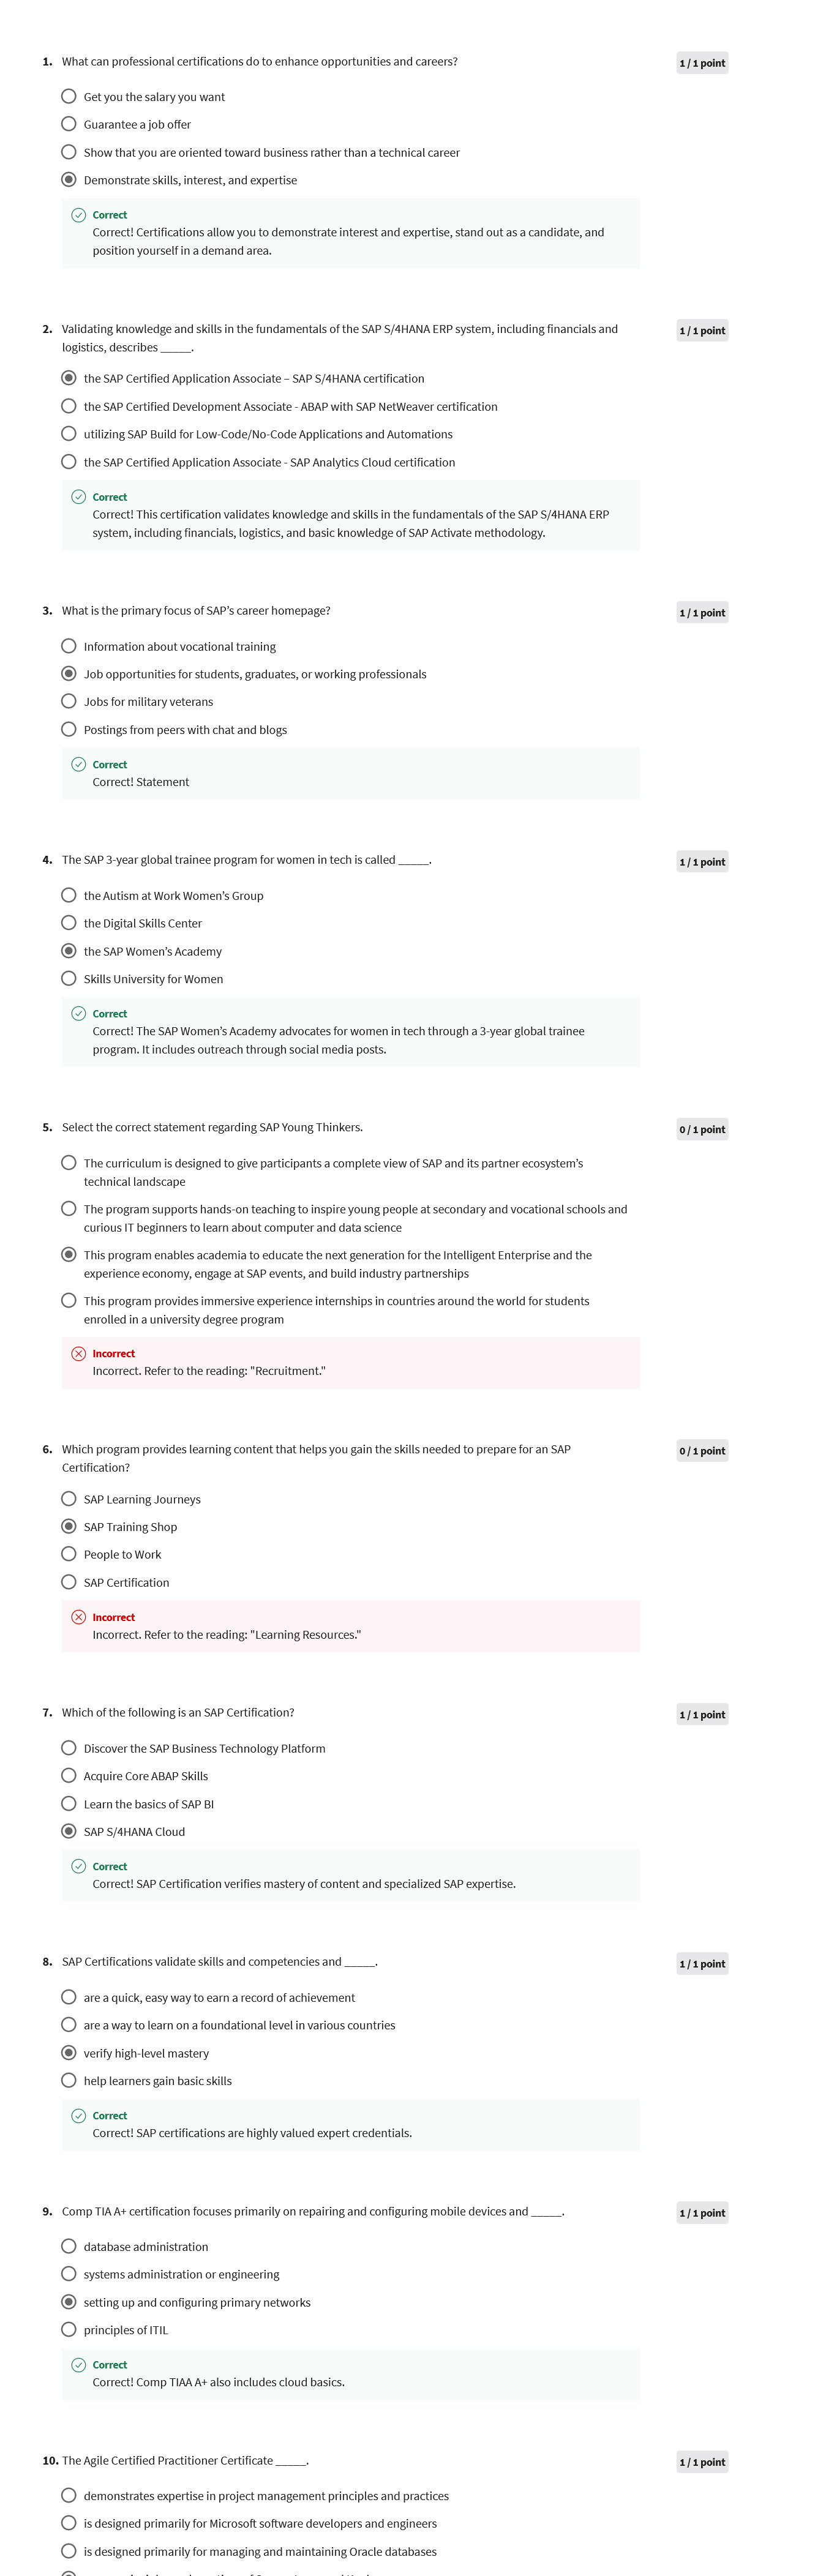 1. What can professional certifications do to enhance opportunities and careers?
1 / 1 point
Get you the salary you want
Guarantee a job offer
Show that you are oriented toward business rather than a technical career
Demonstrate skills, interest, and expertise
Correct
Correct! Certifications allow you to demonstrate interest and expertise, stand out as a candidate, and
position yourself in a demand area.
2. Validating knowledge and skills in the fundamentals of the SAP S/4HANA ERP system, including financials and
logistics, describes _____.
1 / 1 point
the SAP Certified Application Associate – SAP S/4HANA certification
the SAP Certified Development Associate - ABAP with SAP NetWeaver certification
utilizing SAP Build for Low-Code/No-Code Applications and Automations
the SAP Certified Application Associate - SAP Analytics Cloud certification
Correct
Correct! This certification validates knowledge and skills in the fundamentals of the SAP S/4HANA ERP
system, including financials, logistics, and basic knowledge of SAP Activate methodology.
3. What is the primary focus of SAP’s career homepage?
1 / 1 point
Information about vocational training
Job opportunities for students, graduates, or working professionals
Jobs for military veterans
Postings from peers with chat and blogs
Correct
Correct! Statement
4. The SAP 3-year global trainee program for women in tech is called _____.
1 / 1 point
the Autism at Work Women’s Group
the Digital Skills Center
the SAP Women’s Academy
Skills University for Women
Correct
Correct! The SAP Women’s Academy advocates for women in tech through a 3-year global trainee
program. It includes outreach through social media posts.
5. Select the correct statement regarding SAP Young Thinkers.
0 / 1 point
The curriculum is designed to give participants a complete view of SAP and its partner ecosystem’s
technical landscape
The program supports hands-on teaching to inspire young people at secondary and vocational schools and
curious IT beginners to learn about computer and data science
This program enables academia to educate the next generation for the Intelligent Enterprise and the
experience economy, engage at SAP events, and build industry partnerships
This program provides immersive experience internships in countries around the world for students
enrolled in a university degree program
Incorrect
Incorrect. Refer to the reading: "Recruitment."
6. Which program provides learning content that helps you gain the skills needed to prepare for an SAP
Certification?
0 / 1 point
SAP Learning Journeys
SAP Training Shop
People to Work
SAP Certification
Incorrect
Incorrect. Refer to the reading: "Learning Resources."
7. Which of the following is an SAP Certification?
1 / 1 point
Discover the SAP Business Technology Platform
Acquire Core ABAP Skills
Learn the basics of SAP BI
SAP S/4HANA Cloud
Correct
Correct! SAP Certification verifies mastery of content and specialized SAP expertise.
8. SAP Certifications validate skills and competencies and _____.
1 / 1 point
are a quick, easy way to earn a record of achievement
are a way to learn on a foundational level in various countries
verify high-level mastery
help learners gain basic skills
Correct
Correct! SAP certifications are highly valued expert credentials.
9. Comp TIA A+ certification focuses primarily on repairing and configuring mobile devices and _____.
1 / 1 point
database administration
systems administration or engineering
setting up and configuring primary networks
principles of ITIL
Correct
Correct! Comp TIAA A+ also includes cloud basics.
10. The Agile Certified Practitioner Certificate _____.
1 / 1 point
demonstrates expertise in project management principles and practices
is designed primarily for Microsoft software developers and engineers
is designed primarily for managing and maintaining Oracle databases